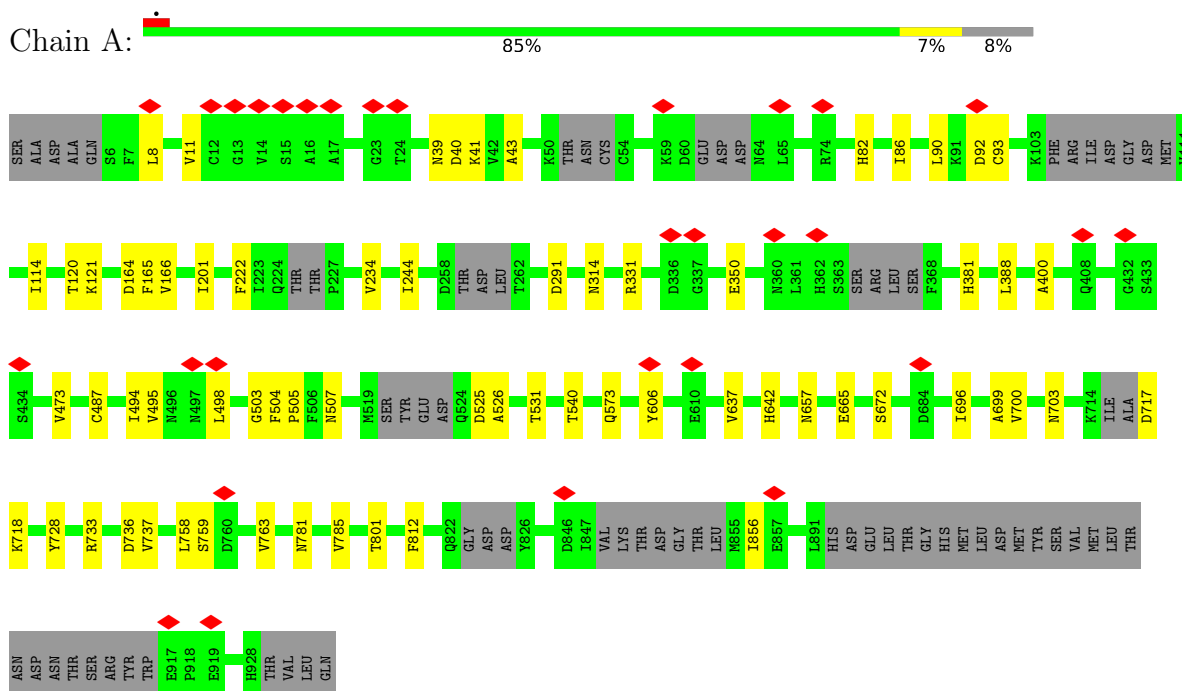 Chain A:
85% 7% 8%
SER ALA ASP ALA GLN S6 F7 L8 V11 C12 G13 V14 S15 A16 A17 G23 T24 N39 D40 K41 V42 A43 K50 THR ASN CYS C54 K59 D60 GLU ASP ASP N64 L65 R74 H82 I86 L90 K91 D92 C93 K103 PHE ARG ILE ASP GLY ASP MET
I114 T120 K121 D164 F165 V166 I201 F222 I223 Q224 THR THR P227 V234 I244 D258 THR ASP LEU T262 D291 N314 R331 D336 G337 E350 N360 L361 H362 S363 SER ARG LEU SER F368 H381 L388 A400 Q408 G432 S433
S434 V473 C487 I494 V495 N496 N497 L498 G503 F504 P505 F506 N507 M519 SER TYR GLU ASP Q524 D525 A526 T531 T540 Q573 Y606 E610 V637 H642 N657 E665 S672 D684 I696 A699 V700 N703 K714 ILE ALA D717
K718 Y728 R733 D736 V737 L758 S759 D760 V763 N781 V785 T801 F812 Q822 GLY ASP ASP Y826 D846 I847 VAL LYS THR ASP GLY THR LEU M855 I856 E857 L891 HIS ASP GLU LEU THR GLY HIS MET LEU ASP MET TYR SER VAL MET LEU THR
ASN ASP ASN THR SER ARG TYR TRP E917 P918 E919 H928 THR VAL LEU GLN